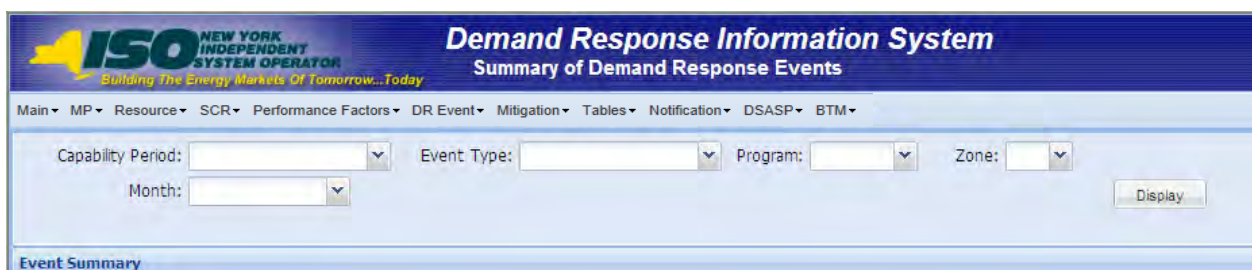 ISO NEW YORK INDEPENDENT SYSTEM OPERATOR
Building The Energy Markets Of Tomorrow...Today
Demand Response Information System
Summary of Demand Response Events
Main MP Resource SCR Performance Factors DR Event Mitigation Tables Notification DSASP BTM
Capability Period: Event Type: Program: Zone:
Month:
Display
Event Summary